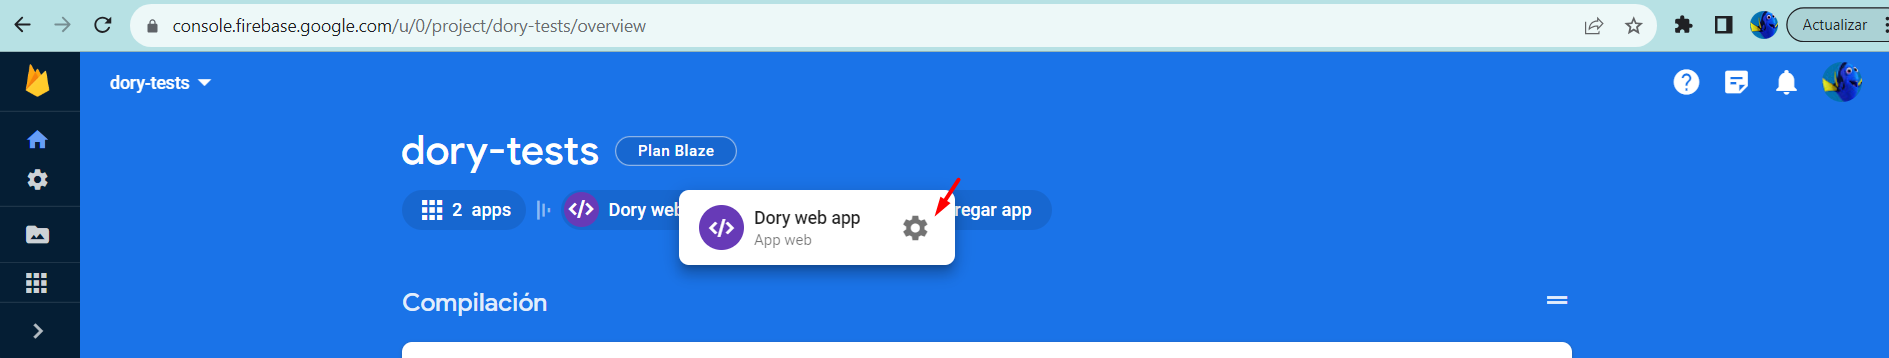 console.firebase.google.com/u/0/project/dory-tests/overview
Actualizar
dory-tests
dory-tests
Plan Blaze
2 apps
Dory web
regar app
Dory web app
App web
Compilación